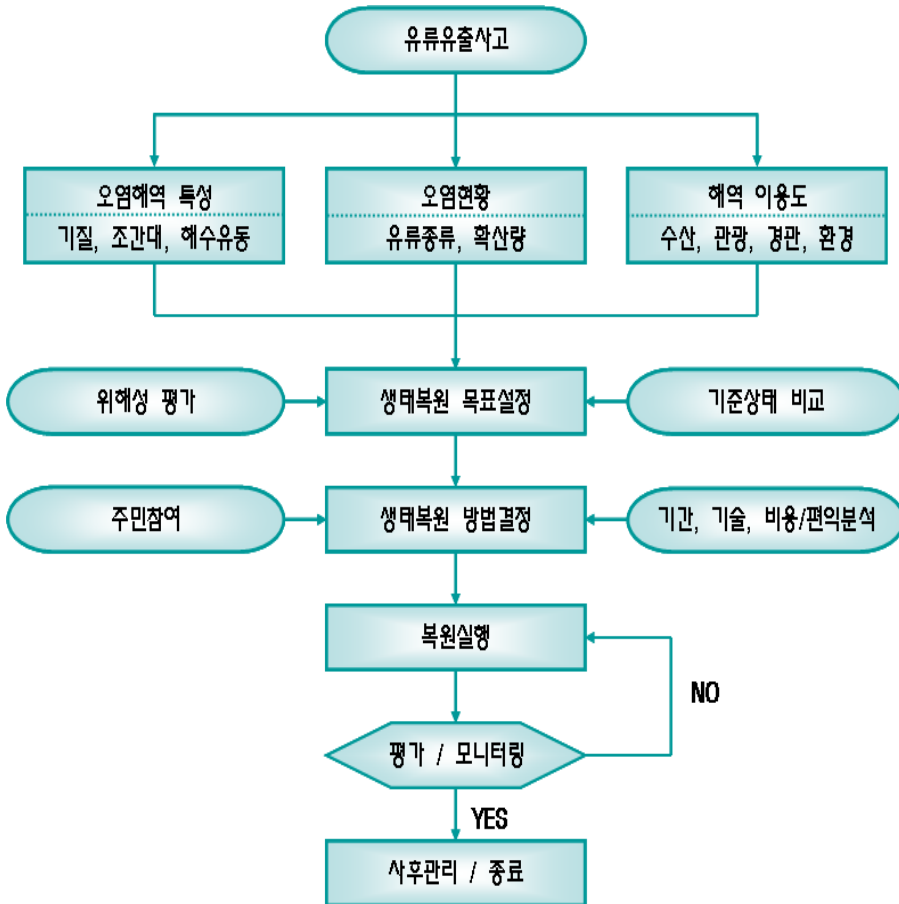 유류유출사고
오염해역 특성
기질, 조간대, 해수유동
오염현황
유류종류, 확산량
해역 이용도
수산, 관광, 경관, 환경
위해성 평가
생태복원 목표설정
기준상태 비교
주민참여
생태복원 방법결정
기간, 기술, 비용/편익분석
복원실행
NO
평가 / 모니터링
YES
사후관리 / 종료